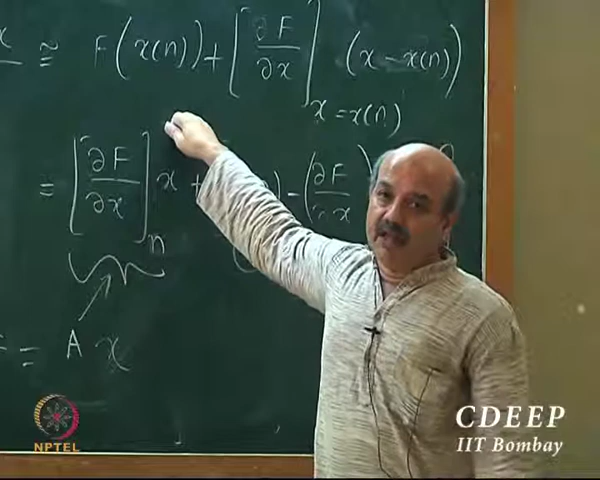 ≅ F(x(n)) + [∂F/∂x]x=x(n) (x − x(n))
= [∂F/∂x]n x + ) − (∂F/∂x)
= A x
NPTEL
CDEEP
IIT Bombay